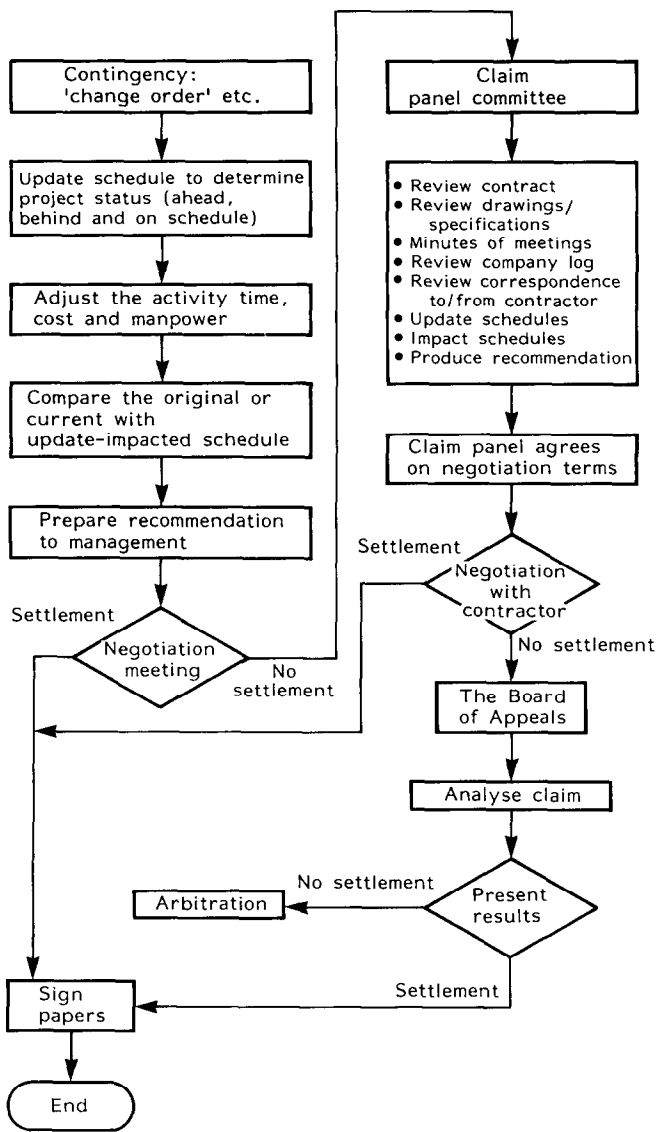 Contingency:
'change order' etc.
Update schedule to determine
project status (ahead,
behind and on schedule)
Adjust the activity time,
cost and manpower
Compare the original or
current with
update-impacted schedule
Prepare recommendation
to management
Settlement
Negotiation
meeting
No
settlement
Claim
panel committee
• Review contract
• Review drawings/
specifications
• Minutes of meetings
• Review company log
• Review correspondence
to/from contractor
• Update schedules
• Impact schedules
• Produce recommendation
Claim panel agrees
on negotiation terms
Settlement
Negotiation
with
contractor
No settlement
The Board
of Appeals
Analyse claim
No settlement
Present
results
Arbitration
Settlement
Sign
papers
End